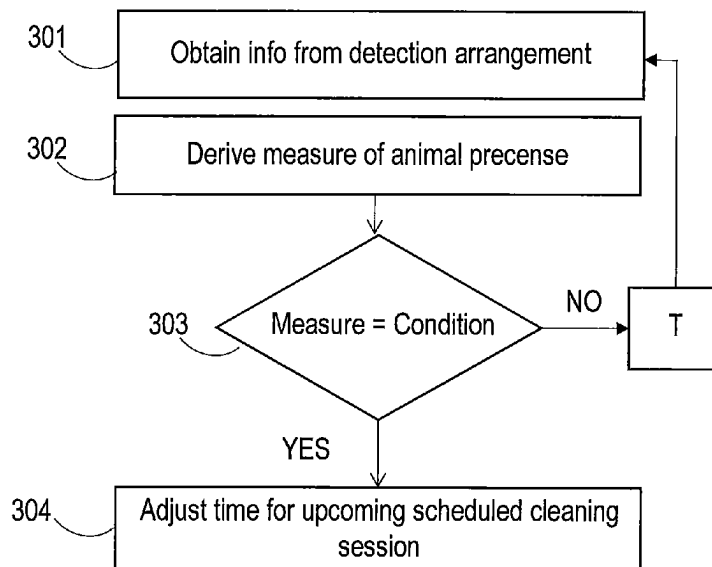 301
Obtain info from detection arrangement
302
Derive measure of animal precense
303
Measure = Condition
NO
T
YES
304
Adjust time for upcoming scheduled cleaning
session